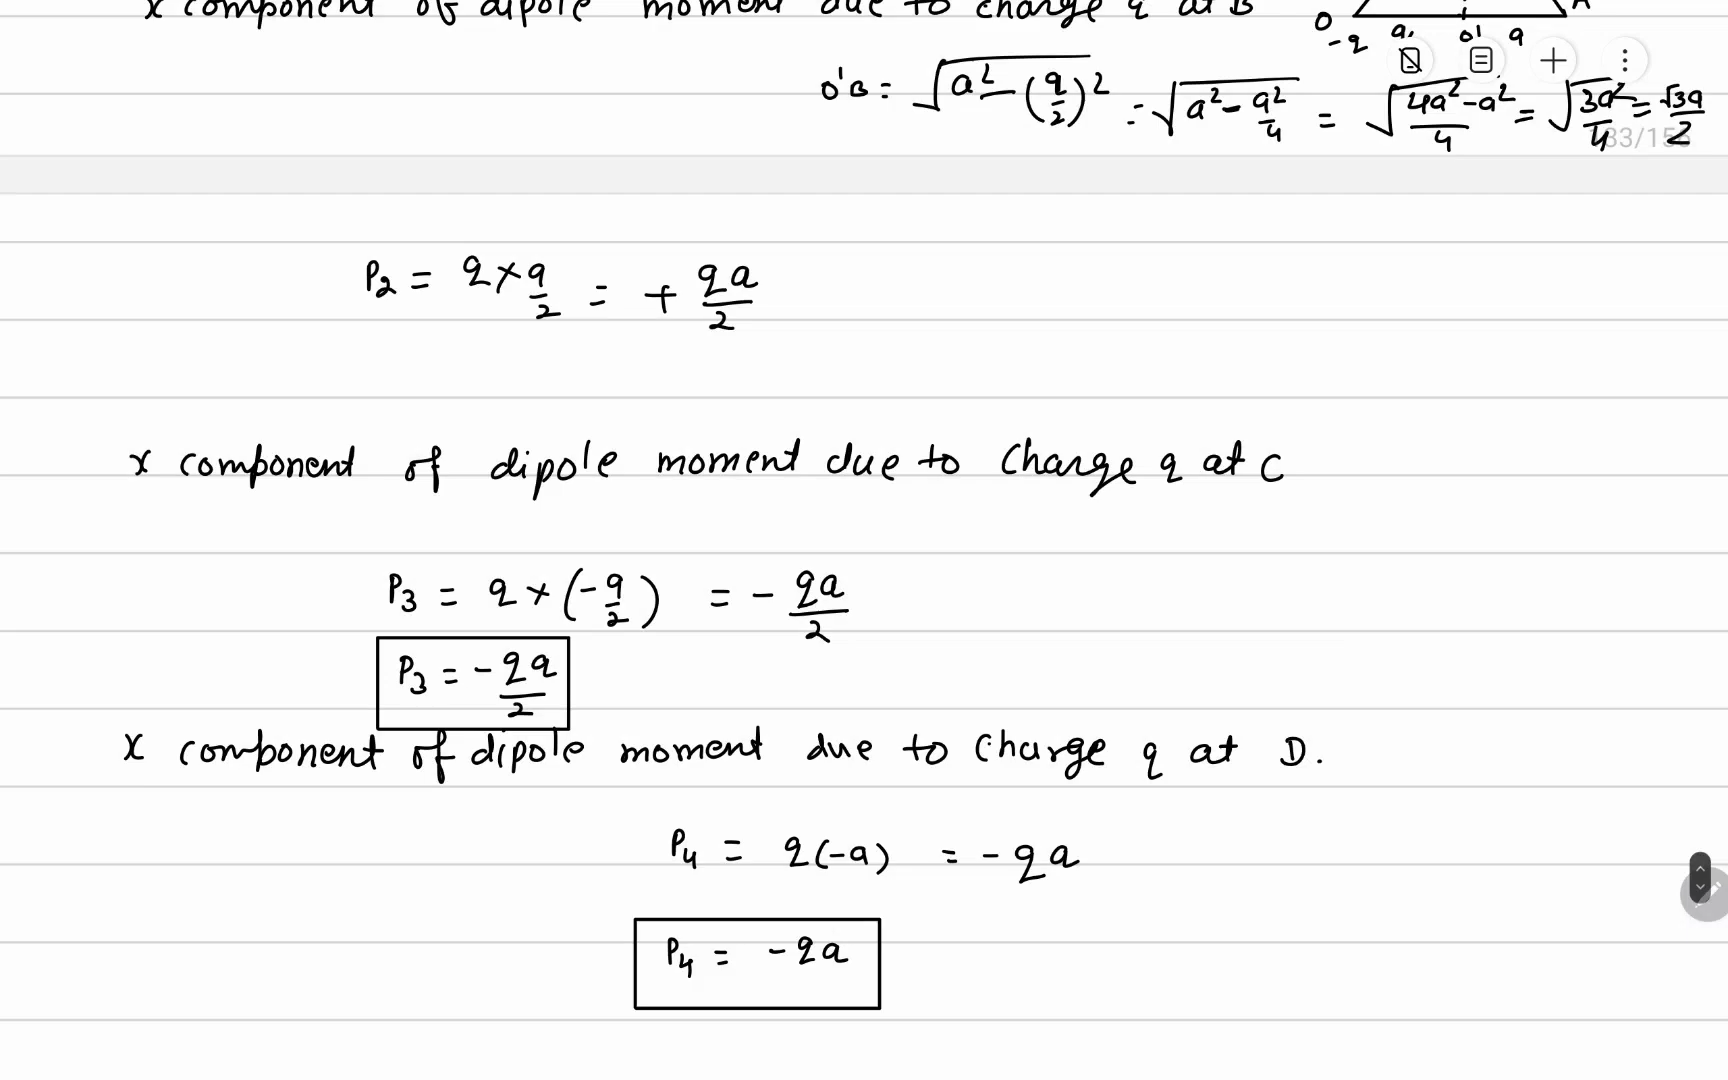 x component of dipole moment due to charge q at B
O -q a/ O' a A
O'B = √a² - (a/2)² = √a² - a²/4 = √4a² - a²/4 = √3a²/4 = √3a/2
133/15
P2 = q × a/2 = + qa/2
x component of dipole moment due to charge q at C
P3 = q × (-a/2) = - qa/2
P3 = - qa/2
x component of dipole moment due to charge q at D.
P4 = q(-a) = - qa
P4 = - qa